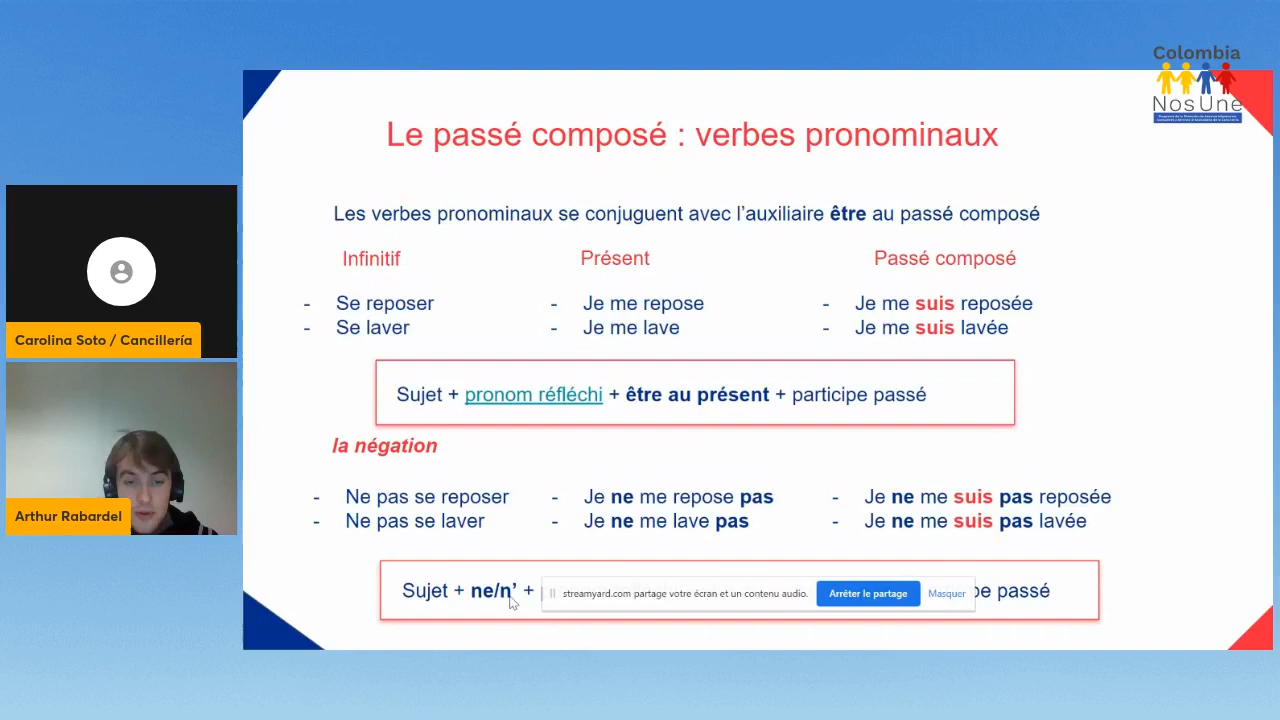 Colombia
NosUne
Le passé composé : verbes pronominaux
Les verbes pronominaux se conjuguent avec l'auxiliaire être au passé composé
Infinitif Présent Passé composé
- Se reposer - Je me repose - Je me suis reposée
- Se laver - Je me lave - Je me suis lavée
Sujet + pronom réfléchi + être au présent + participe passé
la négation
- Ne pas se reposer - Je ne me repose pas - Je ne me suis pas reposée
- Ne pas se laver - Je ne me lave pas - Je ne me suis pas lavée
Sujet + ne/n' + passé
streamyard.com partage votre écran et un contenu audio. Arrêter le partage Masquer
Carolina Soto / Cancillería
Arthur Rabardel